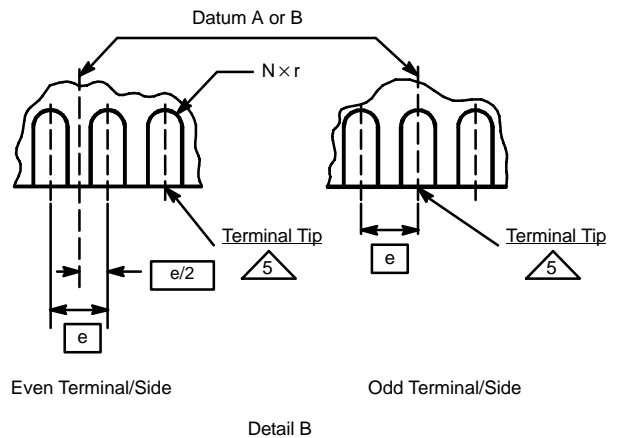 Datum A or B
N×r
Terminal Tip
5
e/2
e
Terminal Tip
5
e
Even Terminal/Side
Odd Terminal/Side
Detail B